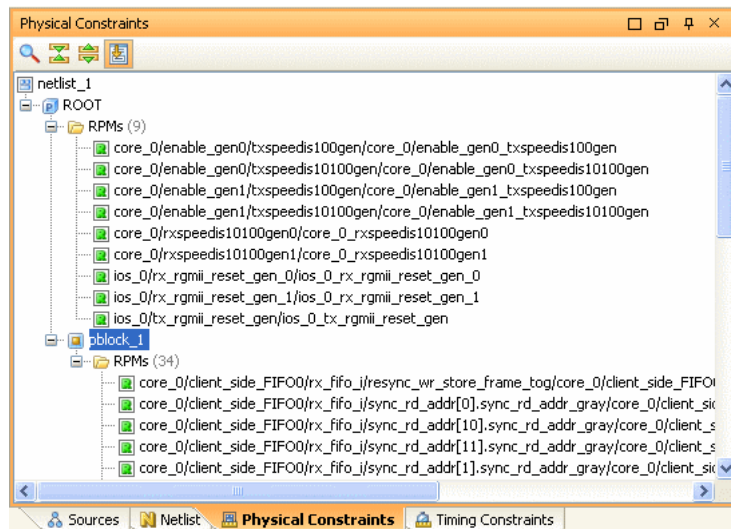 Physical Constraints
netlist_1
ROOT
RPMs (9)
core_0/enable_gen0/txspeedis100gen/core_0/enable_gen0_txspeedis100gen
core_0/enable_gen0/txspeedis10100gen/core_0/enable_gen0_txspeedis10100gen
core_0/enable_gen1/txspeedis100gen/core_0/enable_gen1_txspeedis100gen
core_0/enable_gen1/txspeedis10100gen/core_0/enable_gen1_txspeedis10100gen
core_0/rxspeedis10100gen0/core_0_rxspeedis10100gen0
core_0/rxspeedis10100gen1/core_0_rxspeedis10100gen1
ios_0/rx_rgmii_reset_gen_0/ios_0_rx_rgmii_reset_gen_0
ios_0/rx_rgmii_reset_gen_1/ios_0_rx_rgmii_reset_gen_1
ios_0/tx_rgmii_reset_gen/ios_0_tx_rgmii_reset_gen
pblock_1
RPMs (34)
core_0/client_side_FIFO0/rx_fifo_i/resync_wr_store_frame_tog/core_0/client_side_FIFO
core_0/client_side_FIFO0/rx_fifo_i/sync_rd_addr[0].sync_rd_addr_gray/core_0/client_sid
core_0/client_side_FIFO0/rx_fifo_i/sync_rd_addr[10].sync_rd_addr_gray/core_0/client_s
core_0/client_side_FIFO0/rx_fifo_i/sync_rd_addr[11].sync_rd_addr_gray/core_0/client_s
core_0/client_side_FIFO0/rx_fifo_i/sync_rd_addr[1].sync_rd_addr_gray/core_0/client_sid
Sources Netlist Physical Constraints Timing Constraints